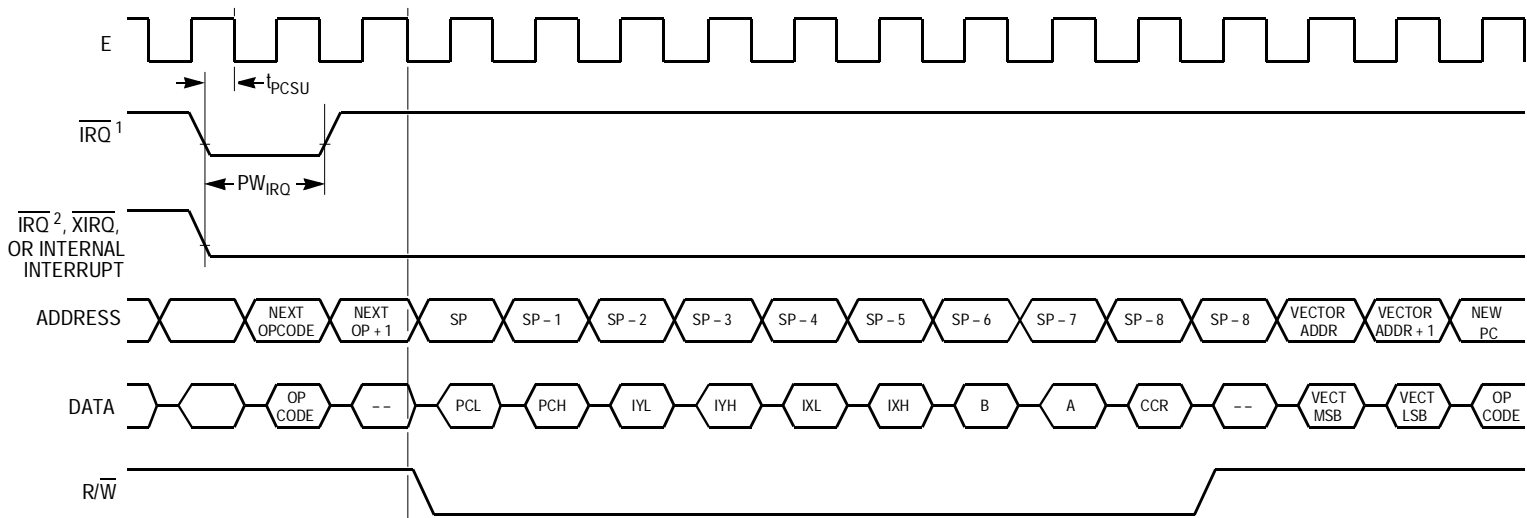 E
tPCSU
IRQ 1
PWIRQ
IRQ 2, XIRQ,
OR INTERNAL
INTERRUPT
ADDRESS
NEXT
OPCODE
NEXT
OP + 1
SP
SP – 1
SP – 2
SP – 3
SP – 4
SP – 5
SP – 6
SP – 7
SP – 8
SP – 8
VECTOR
ADDR
VECTOR
ADDR + 1
NEW
PC
DATA
OP
CODE
– –
PCL
PCH
IYL
IYH
IXL
IXH
B
A
CCR
– –
VECT
MSB
VECT
LSB
OP
CODE
R/W